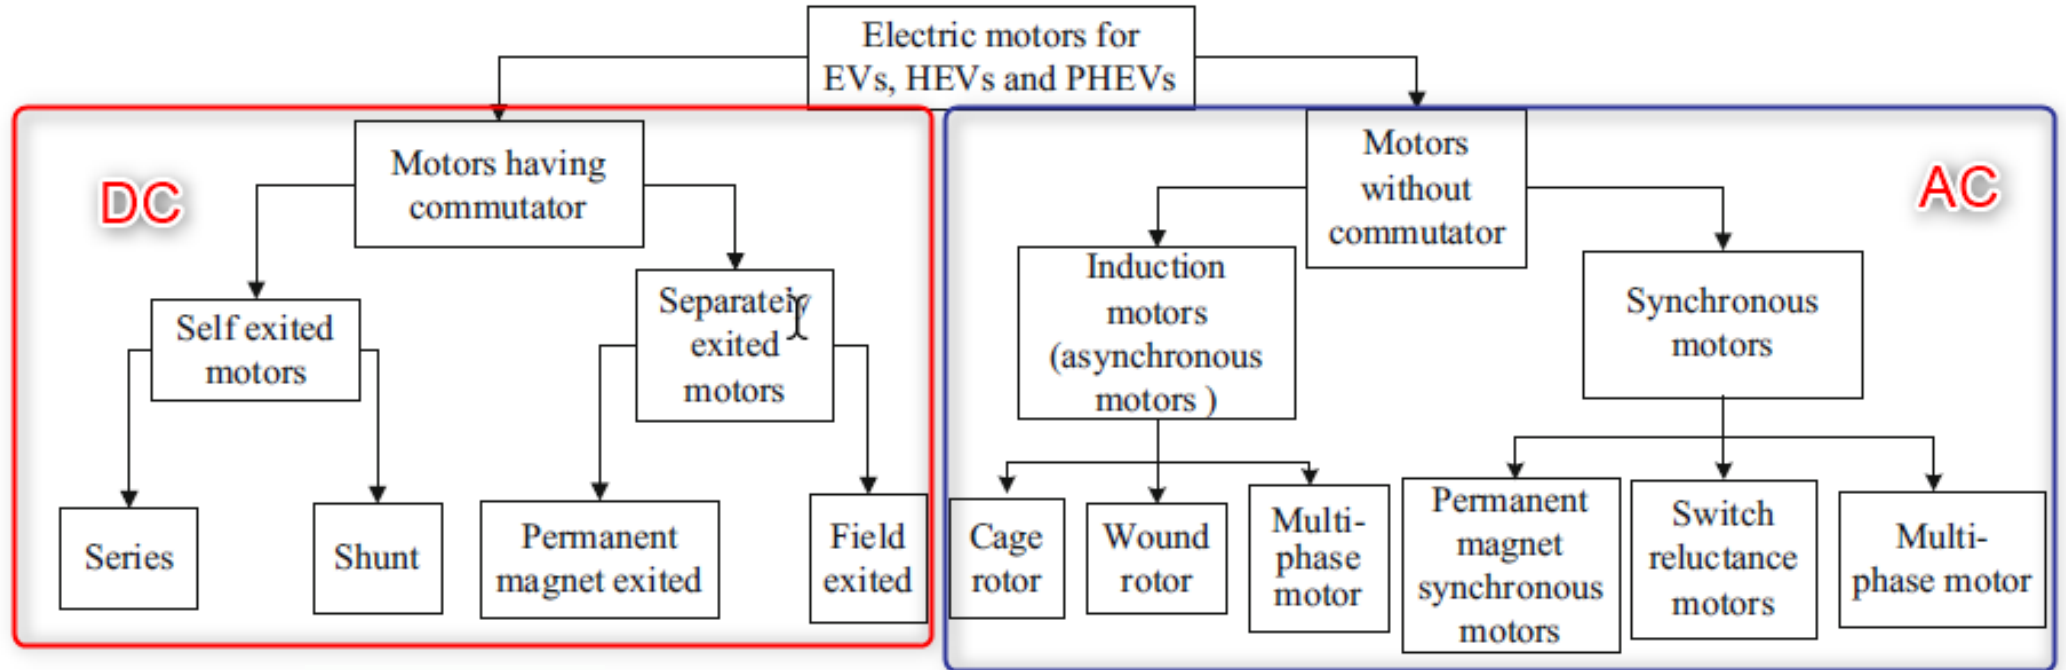 Electric motors for
EVs, HEVs and PHEVs
DC
Motors having
commutator
Self exited
motors
Separately
exited
motors
Series
Shunt
Permanent
magnet exited
Field
exited
AC
Motors
without
commutator
Induction
motors
(asynchronous
motors )
Synchronous
motors
Cage
rotor
Wound
rotor
Multi-
phase
motor
Permanent
magnet
synchronous
motors
Switch
reluctance
motors
Multi-
phase motor